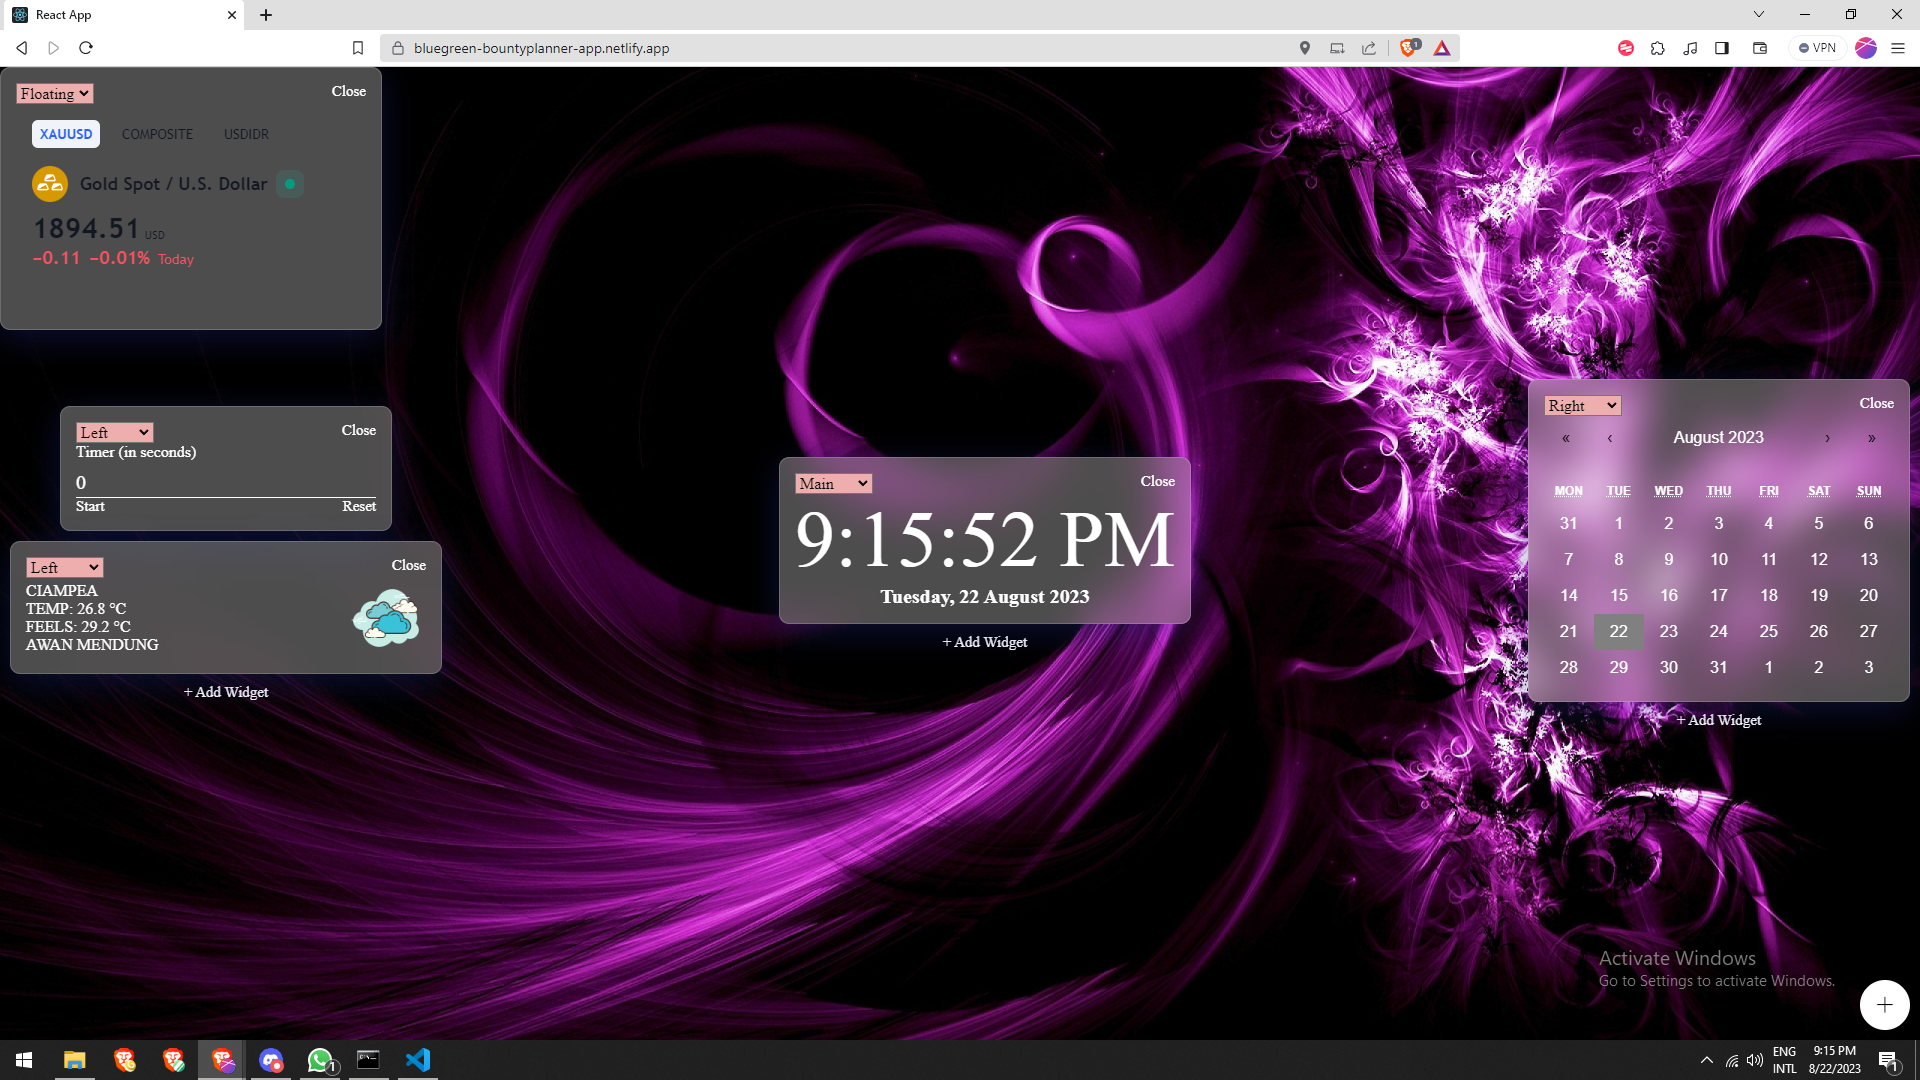 React App
bluegreen-bountyplanner-app.netlify.app
1
VPN
Floating
Close
XAUUSD COMPOSITE USDIDR
Gold Spot / U.S. Dollar
1894.51 USD
−0.11 −0.01% Today
Left
Close
Timer (in seconds)
0
Start
Reset
Left
Close
CIAMPEA
TEMP: 26.8 °C
FEELS: 29.2 °C
AWAN MENDUNG
+ Add Widget
Main
Close
9:15:52 PM
Tuesday, 22 August 2023
+ Add Widget
Right
Close
« ‹ August 2023 › »
MON TUE WED THU FRI SAT SUN
31 1 2 3 4 5 6
7 8 9 10 11 12 13
14 15 16 17 18 19 20
21 22 23 24 25 26 27
28 29 30 31 1 2 3
+ Add Widget
Activate Windows
Go to Settings to activate Windows.
+
1
ENG
INTL
9:15 PM
8/22/2023
1